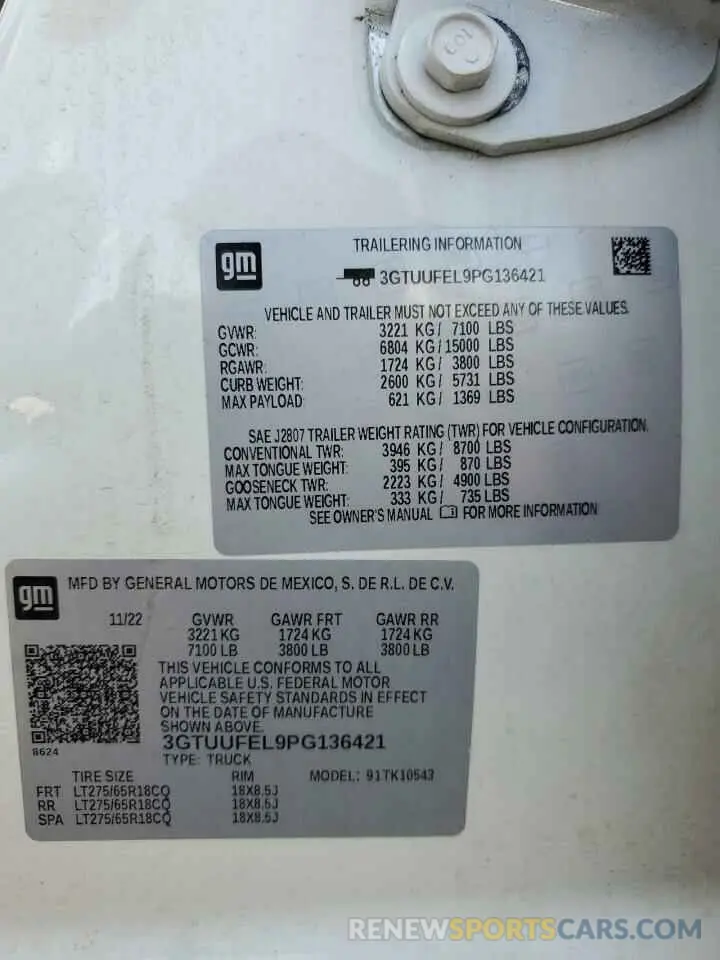 103
C
gm
TRAILERING INFORMATION
3GTUUFEL9PG136421
VEHICLE AND TRAILER MUST NOT EXCEED ANY OF THESE VALUES.
GVWR: 3221 KG/ 7100 LBS
GCWR: 6804 KG/15000 LBS
RGAWR: 1724 KG/ 3800 LBS
CURB WEIGHT: 2600 KG/ 5731 LBS
MAX PAYLOAD: 621 KG/ 1369 LBS
SAE J2807 TRAILER WEIGHT RATING (TWR) FOR VEHICLE CONFIGURATION.
CONVENTIONAL TWR: 3946 KG/ 8700 LBS
MAX TONGUE WEIGHT: 395 KG/ 870 LBS
GOOSENECK TWR: 2223 KG/ 4900 LBS
MAX TONGUE WEIGHT: 333 KG/ 735 LBS
SEE OWNER'S MANUAL FOR MORE INFORMATION
gm
MFD BY GENERAL MOTORS DE MEXICO, S. DE R.L. DE C.V.
11/22 GVWR GAWR FRT GAWR RR
3221 KG 1724 KG 1724 KG
7100 LB 3800 LB 3800 LB
THIS VEHICLE CONFORMS TO ALL
APPLICABLE U.S. FEDERAL MOTOR
VEHICLE SAFETY STANDARDS IN EFFECT
ON THE DATE OF MANUFACTURE
SHOWN ABOVE.
8624
3GTUUFEL9PG136421
TYPE: TRUCK
TIRE SIZE RIM MODEL: 91TK10543
FRT LT275/65R18CQ 18X8.5J
RR LT275/65R18CQ 18X8.5J
SPA LT275/65R18CQ 18X8.5J
RENEWSPORTSCARS.COM